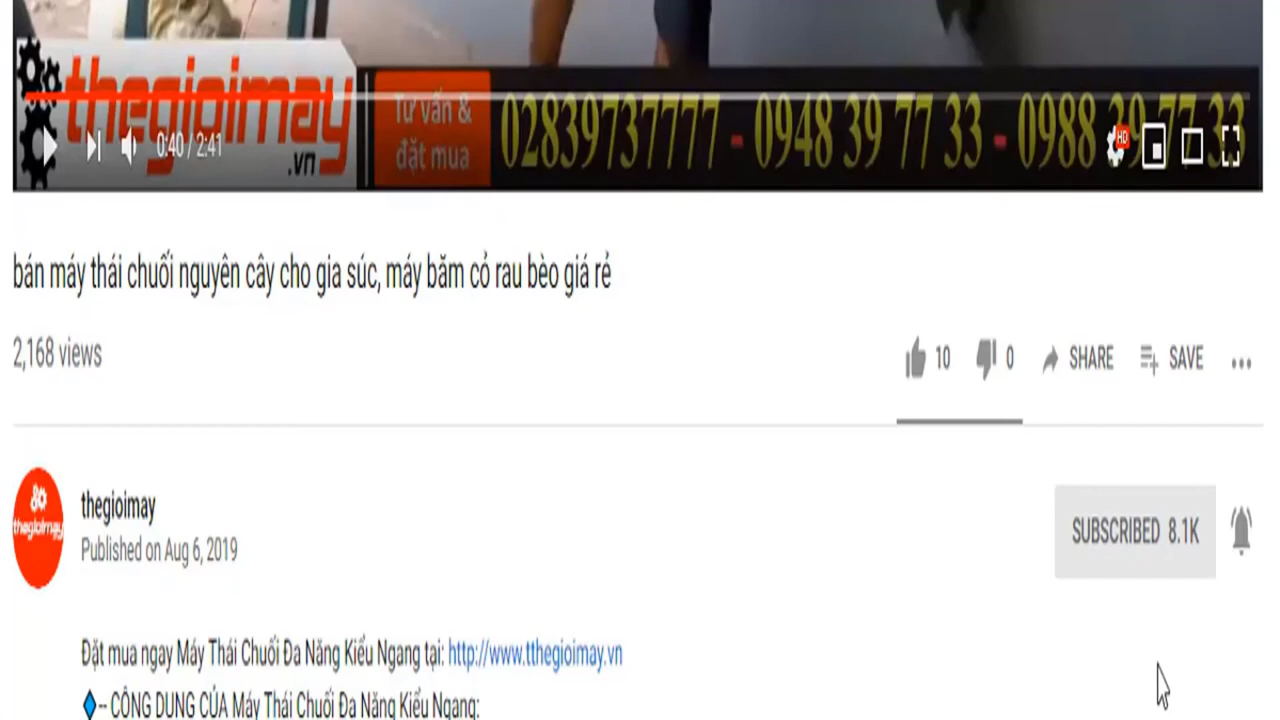 thegioimay
.vn
Tư vấn &
đặt mua
02839737777 - 0948 39 77 33 - 0988 39 77 33
0:40 / 2:41
HD
bán máy thái chuối nguyên cây cho gia súc, máy băm cỏ rau bèo giá rẻ
2,168 views
10
0
SHARE
SAVE
thegioimay
thegioimay
Published on Aug 6, 2019
SUBSCRIBED 8.1K
Đặt mua ngay Máy Thái Chuối Đa Năng Kiểu Ngang tại: http://www.tthegioimay.vn
-- CÔNG DỤNG CỦA Máy Thái Chuối Đa Năng Kiểu Ngang: